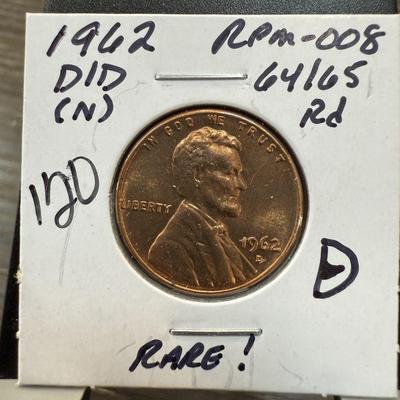 1962 RPM-008
D/D 64/65
(N) Rd
120
IN GOD WE TRUST
LIBERTY
1962
D
D
RARE!